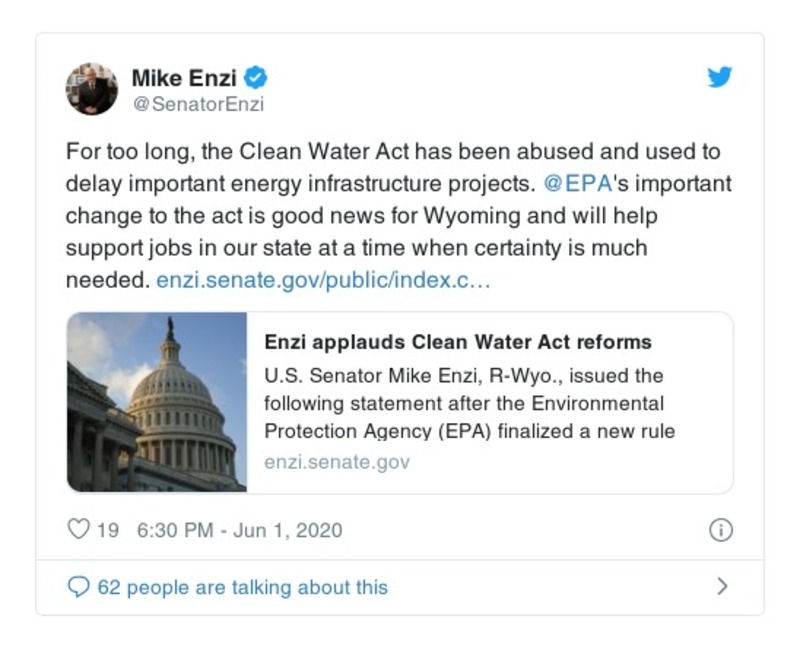 Mike Enzi
@SenatorEnzi
For too long, the Clean Water Act has been abused and used to
delay important energy infrastructure projects. @EPA's important
change to the act is good news for Wyoming and will help
support jobs in our state at a time when certainty is much
needed. enzi.senate.gov/public/index.c…
Enzi applauds Clean Water Act reforms
U.S. Senator Mike Enzi, R-Wyo., issued the
following statement after the Environmental
Protection Agency (EPA) finalized a new rule
enzi.senate.gov
19 6:30 PM - Jun 1, 2020
62 people are talking about this